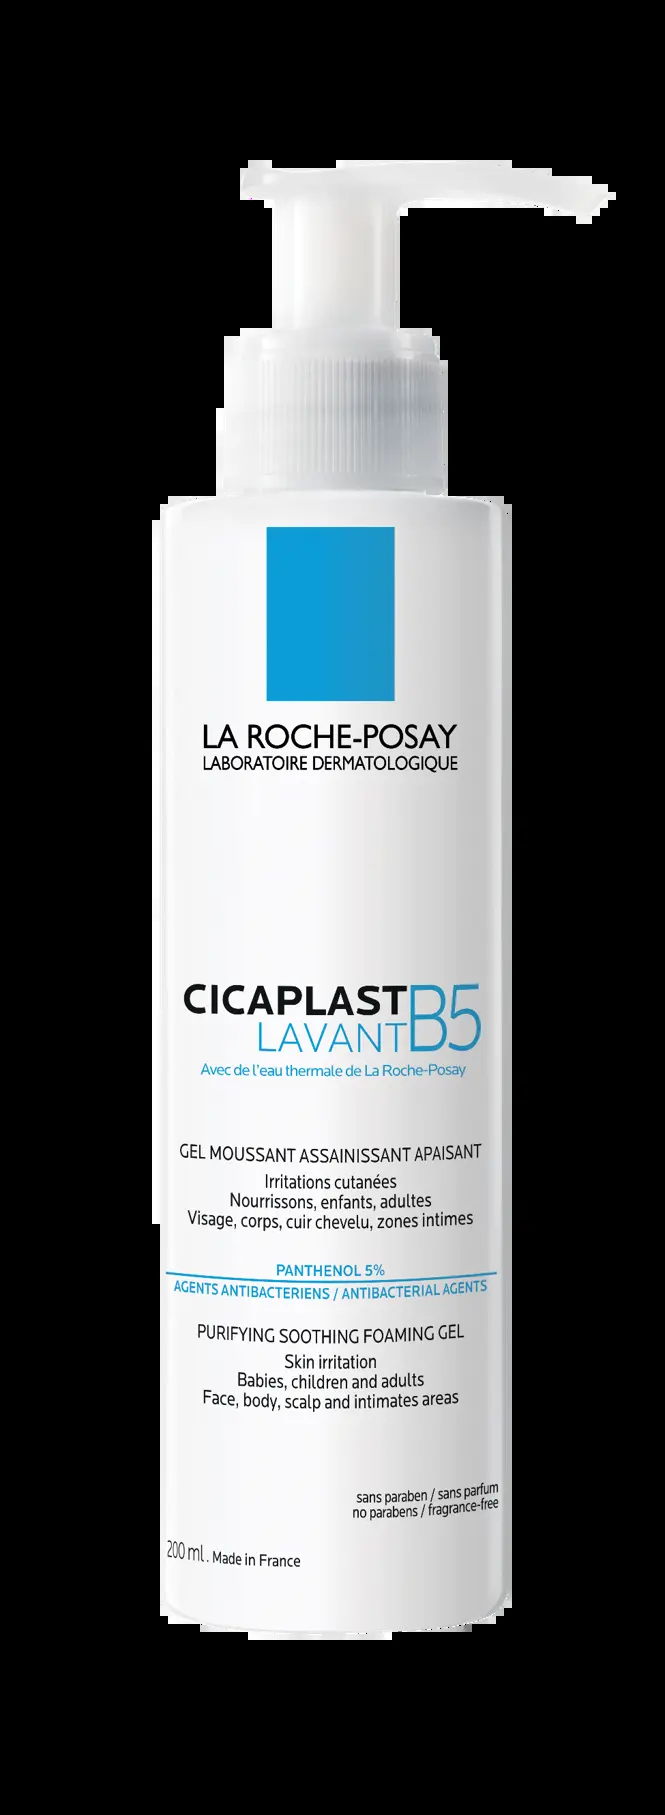 LA ROCHE-POSAY
LABORATOIRE DERMATOLOGIQUE
CICAPLAST B5
LAVANT
Avec de l'eau thermale de La Roche-Posay
GEL MOUSSANT ASSAINISSANT APAISANT
Irritations cutanées
Nourrissons, enfants, adultes
Visage, corps, cuir chevelu, zones intimes
PANTHENOL 5%
AGENTS ANTIBACTERIENS / ANTIBACTERIAL AGENTS
PURIFYING SOOTHING FOAMING GEL
Skin irritation
Babies, children and adults
Face, body, scalp and intimates areas
sans paraben / sans parfum
no parabens / fragrance-free
200 ml . Made in France